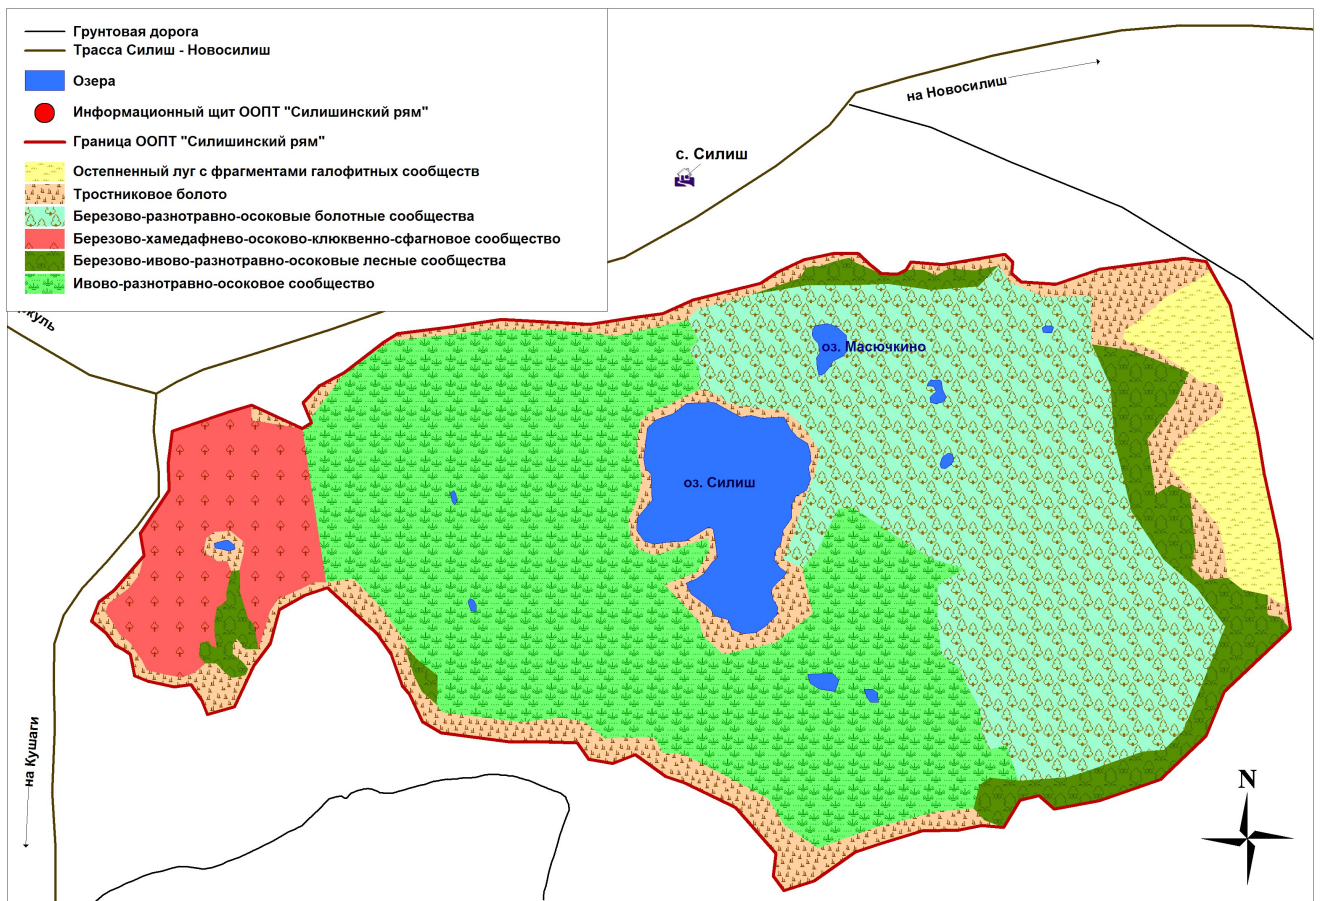 Грунтовая дорога
Трасса Силиш - Новосилиш
Озера
Информационный щит ООПТ "Силишинский рям"
Граница ООПТ "Силишинский рям"
Остепненный луг с фрагментами галофитных сообществ
Тростниковое болото
Березово-разнотравно-осоковые болотные сообщества
Березово-хамедафнево-осоково-клюквенно-сфагновое сообщество
Березово-ивово-разнотравно-осоковые лесные сообщества
Ивово-разнотравно-осоковое сообщество
на Новосилиш
с. Силиш
оз. Масючкино
оз. Силиш
на Кушаги
N